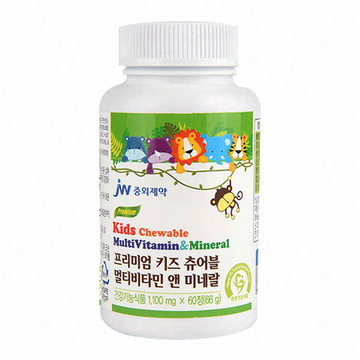 JW 중외제약
Premium
Kids Chewable
MultiVitamin&Mineral
프리미엄 키즈 츄어블
멀티비타민 앤 미네랄
건강기능식품 1,100 mg × 60정(66 g)